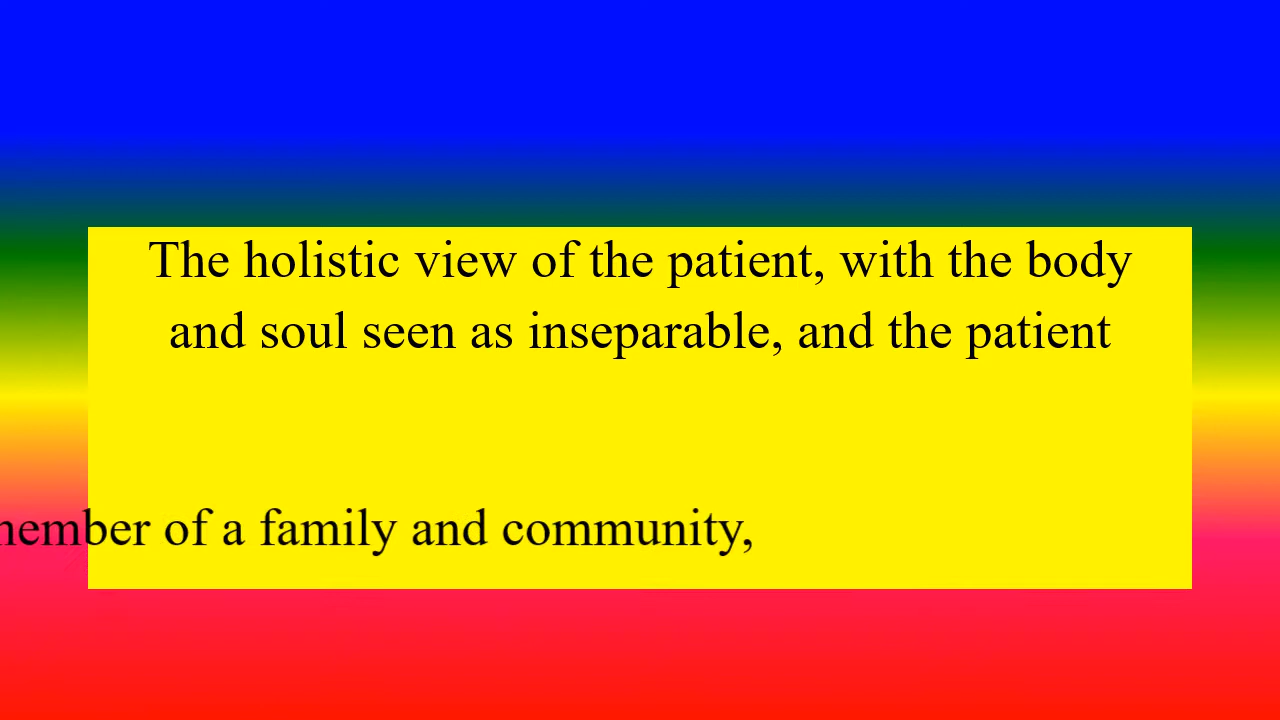 The holistic view of the patient, with the body
and soul seen as inseparable, and the patient
of a family and community,